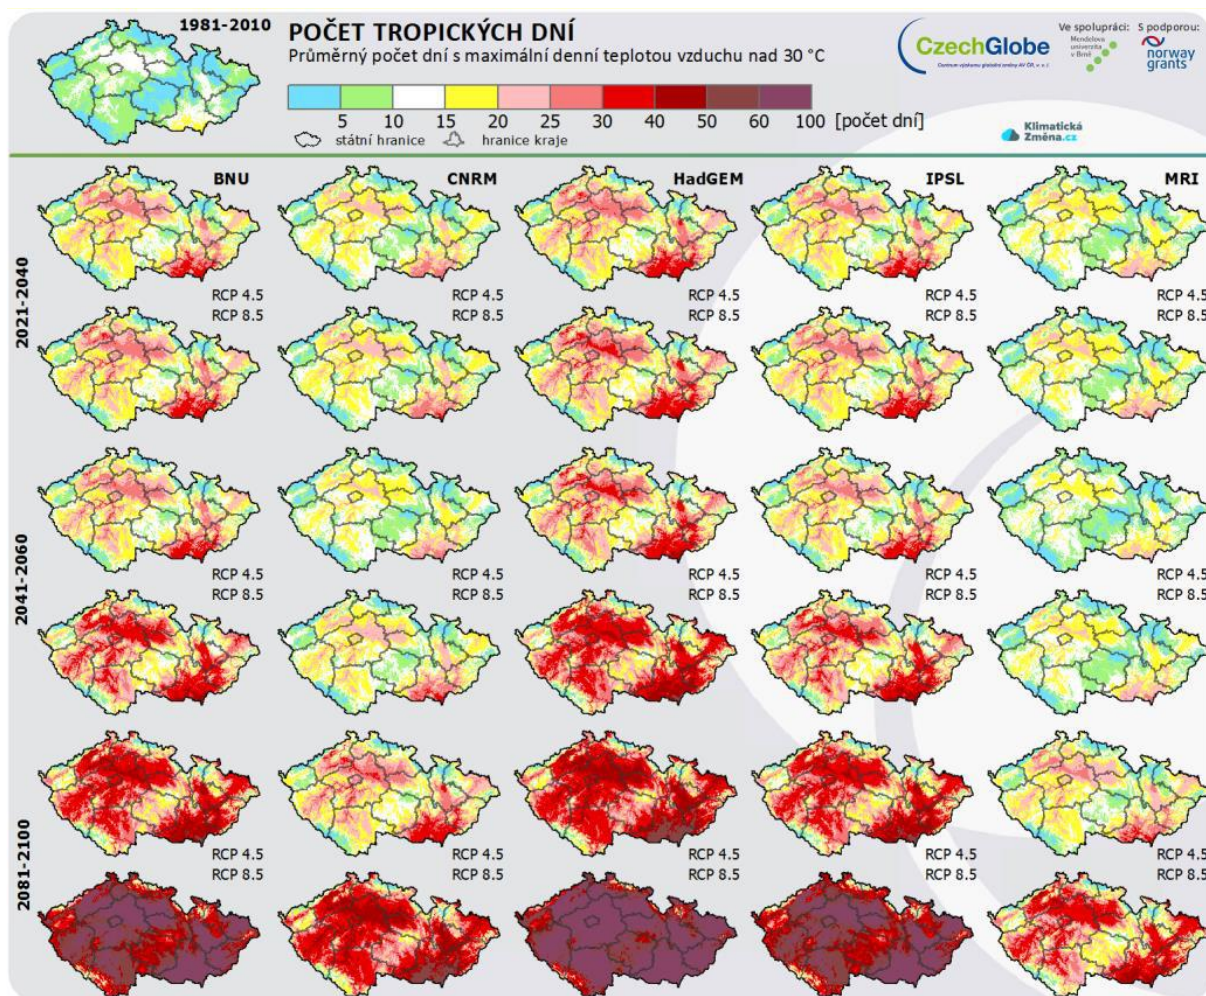 1981-2010
POČET TROPICKÝCH DNÍ
Průměrný počet dní s maximální denní teplotou vzduchu nad 30 °C
5 10 15 20 25 30 40 50 60 100 [počet dní]
státní hranice hranice kraje
CzechGlobe
Centrum výzkumu globální změny AV ČR, v. v. i.
Ve spolupráci:
Mendelova
univerzita
v Brně
S podporou:
norway
grants
Klimatická
Změna.cz
BNU CNRM HadGEM IPSL MRI
2021-2040
RCP 4.5 RCP 4.5 RCP 4.5 RCP 4.5 RCP 4.5
RCP 8.5 RCP 8.5 RCP 8.5 RCP 8.5 RCP 8.5
2041-2060
RCP 4.5 RCP 4.5 RCP 4.5 RCP 4.5 RCP 4.5
RCP 8.5 RCP 8.5 RCP 8.5 RCP 8.5 RCP 8.5
2081-2100
RCP 4.5 RCP 4.5 RCP 4.5 RCP 4.5 RCP 4.5
RCP 8.5 RCP 8.5 RCP 8.5 RCP 8.5 RCP 8.5